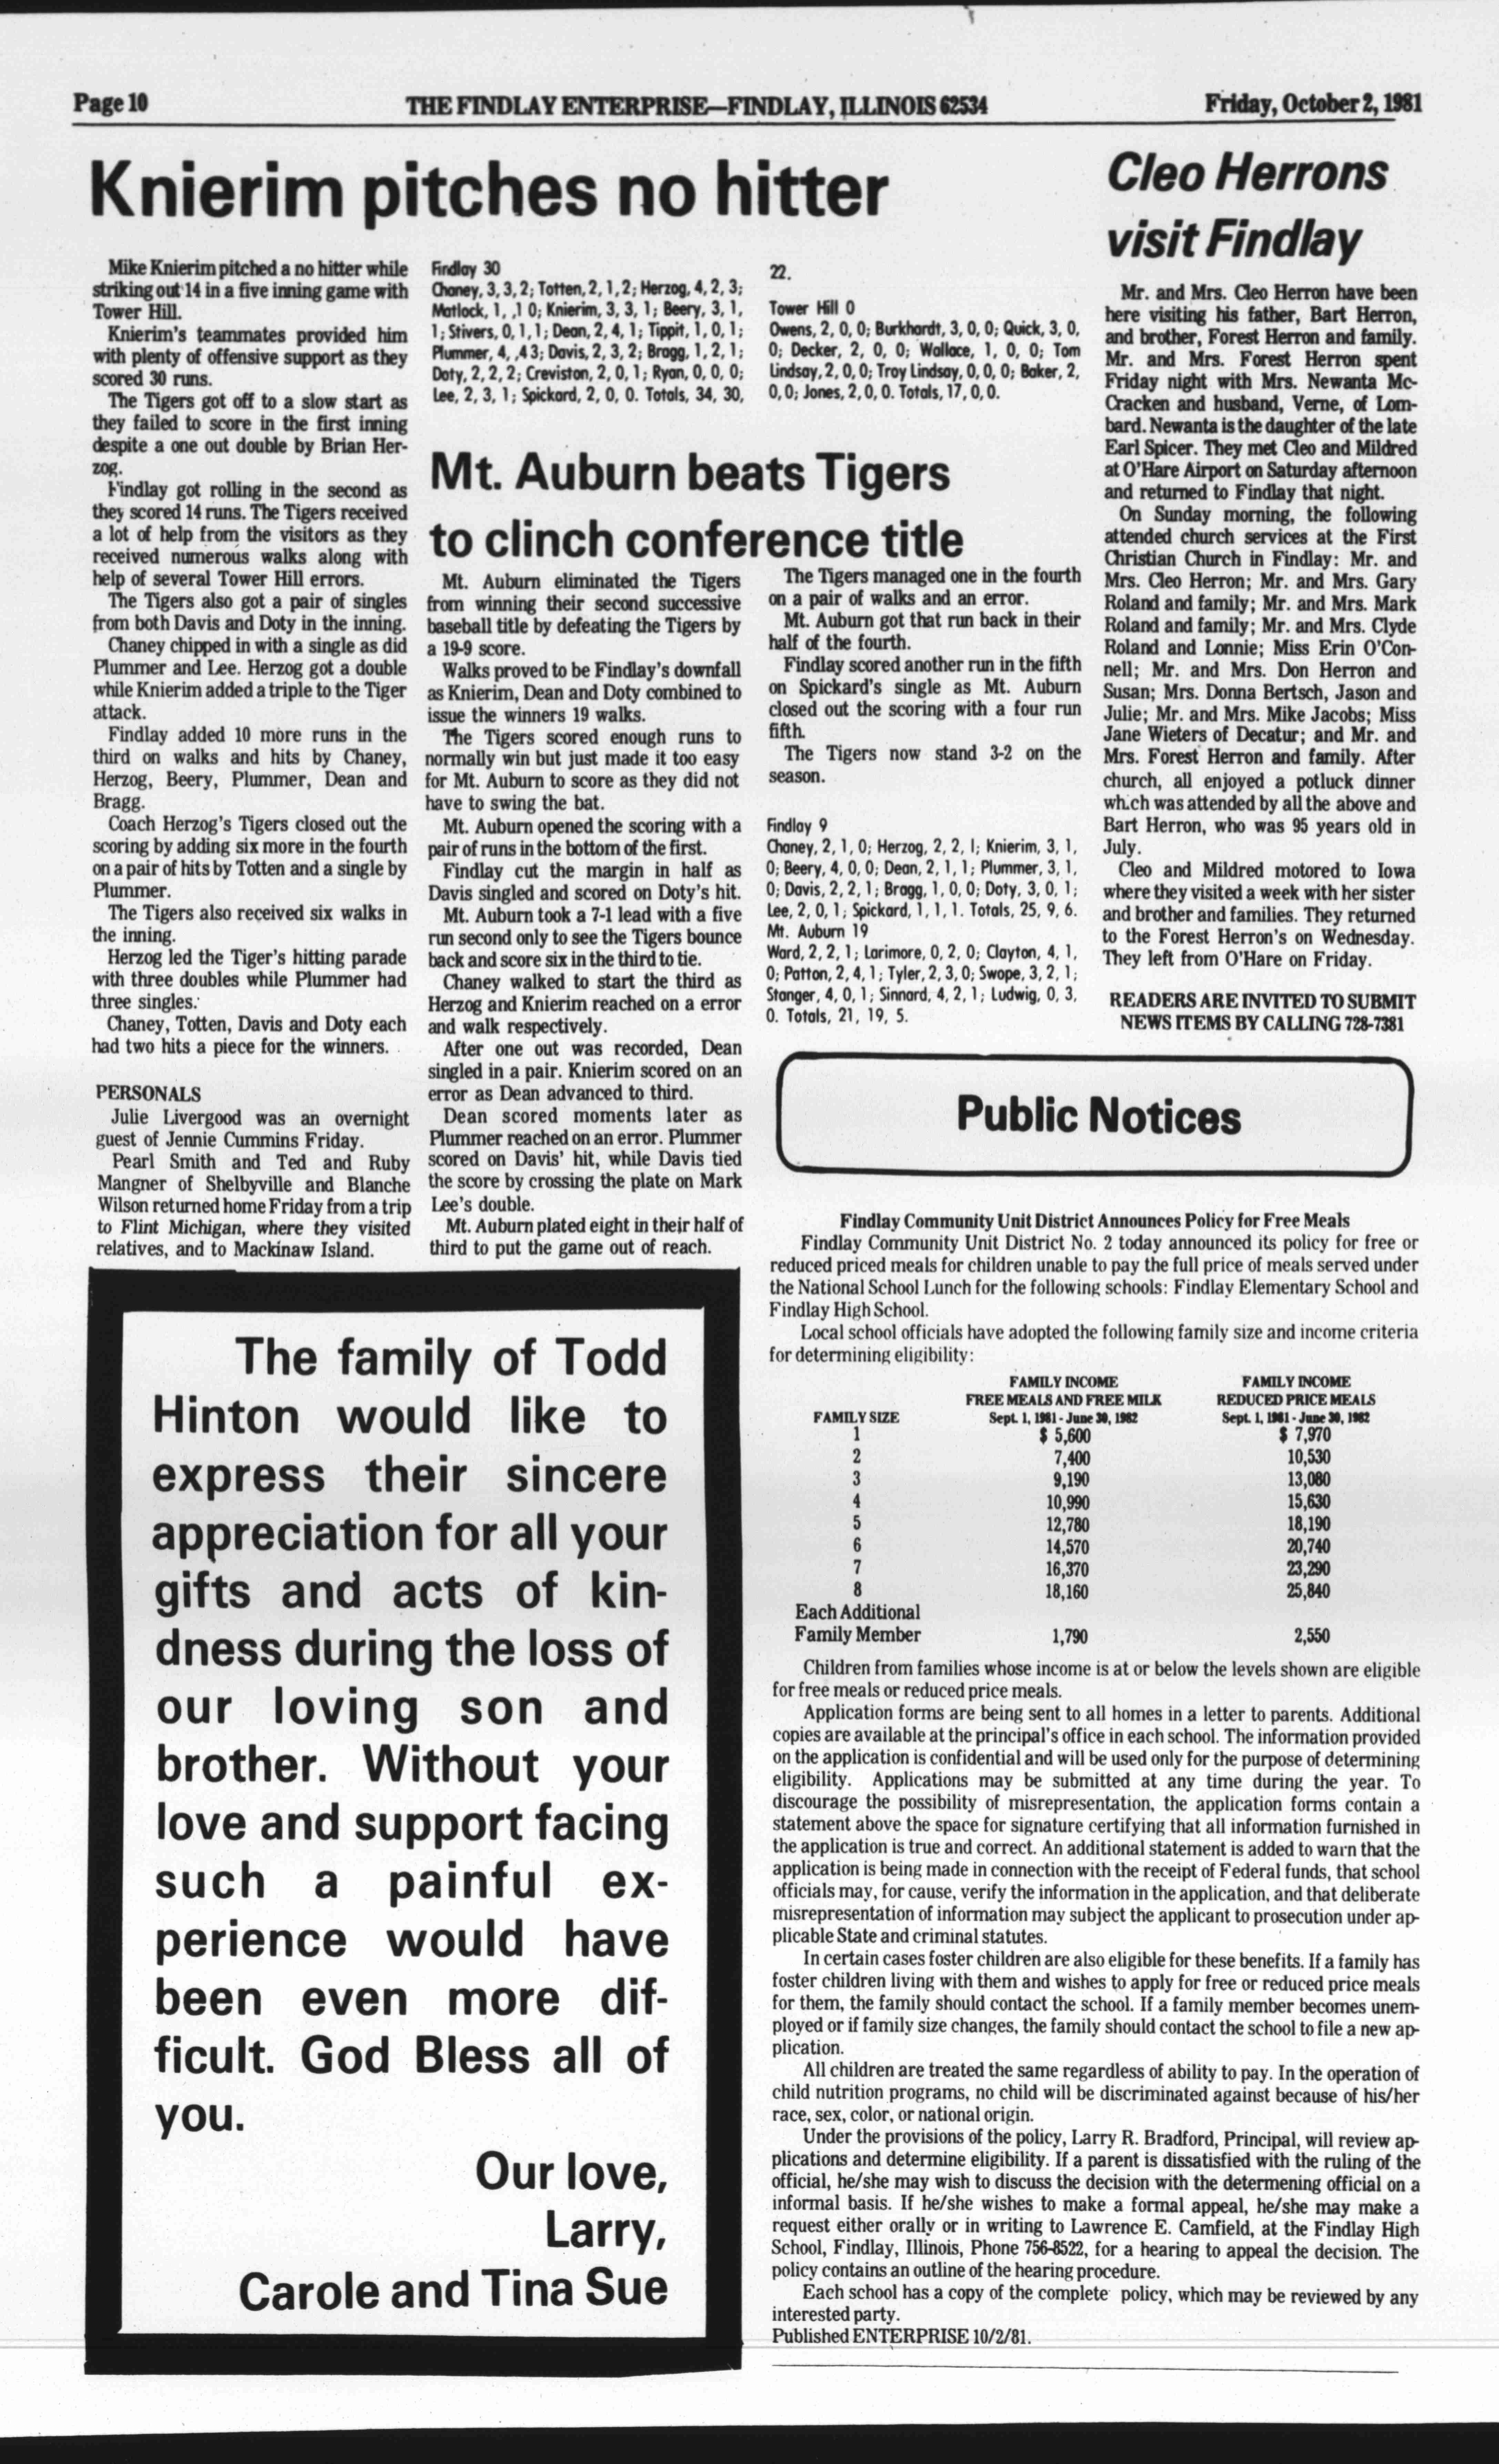 Page 10
THE FINDLAY ENTERPRISE—FINDLAY, ILLINOIS 62534
Friday, October 2, 1981
Knierim pitches no hitter
Mike Knierim pitched a no hitter while
striking out 14 in a five inning game with
Tower Hill.
Knierim's teammates provided him
with plenty of offensive support as they
scored 30 runs.
The Tigers got off to a slow start as
they failed to score in the first inning
despite a one out double by Brian Her-
zog.
Findlay got rolling in the second as
they scored 14 runs. The Tigers received
a lot of help from the visitors as they
received numerous walks along with
help of several Tower Hill errors.
The Tigers also got a pair of singles
from both Davis and Doty in the inning.
Chaney chipped in with a single as did
Plummer and Lee. Herzog got a double
while Knierim added a triple to the Tiger
attack.
Findlay added 10 more runs in the
third on walks and hits by Chaney,
Herzog, Beery, Plummer, Dean and
Bragg.
Coach Herzog's Tigers closed out the
scoring by adding six more in the fourth
on a pair of hits by Totten and a single by
Plummer.
The Tigers also received six walks in
the inning.
Herzog led the Tiger's hitting parade
with three doubles while Plummer had
three singles.
Chaney, Totten, Davis and Doty each
had two hits a piece for the winners.
Findlay 30
Chaney, 3, 3, 2; Totten, 2, 1, 2; Herzog, 4, 2, 3;
Matlock, 1, ,1 0; Knierim, 3, 3, 1; Beery, 3, 1,
1; Stivers, 0, 1, 1; Dean, 2, 4, 1; Tippit, 1, 0, 1;
Plummer, 4, ,4 3; Davis, 2, 3, 2; Bragg, 1, 2, 1;
Doty, 2, 2, 2; Creviston, 2, 0, 1; Ryan, 0, 0, 0;
Lee, 2, 3, 1; Spickard, 2, 0, 0. Totals, 34, 30,
22.
Tower Hill 0
Owens, 2, 0, 0; Burkhardt, 3, 0, 0; Quick, 3, 0,
0; Decker, 2, 0, 0; Wallace, 1, 0, 0; Tom
Lindsay, 2, 0, 0; Troy Lindsay, 0, 0, 0; Baker, 2,
0, 0; Jones, 2, 0, 0. Totals, 17, 0, 0.
PERSONALS
Julie Livergood was an overnight
guest of Jennie Cummins Friday.
Pearl Smith and Ted and Ruby
Mangner of Shelbyville and Blanche
Wilson returned home Friday from a trip
to Flint Michigan, where they visited
relatives, and to Mackinaw Island.
Mt. Auburn beats Tigers
to clinch conference title
Mt. Auburn eliminated the Tigers
from winning their second successive
baseball title by defeating the Tigers by
a 19-9 score.
Walks proved to be Findlay's downfall
as Knierim, Dean and Doty combined to
issue the winners 19 walks.
The Tigers scored enough runs to
normally win but just made it too easy
for Mt. Auburn to score as they did not
have to swing the bat.
Mt. Auburn opened the scoring with a
pair of runs in the bottom of the first.
Findlay cut the margin in half as
Davis singled and scored on Doty's hit.
Mt. Auburn took a 7-1 lead with a five
run second only to see the Tigers bounce
back and score six in the third to tie.
Chaney walked to start the third as
Herzog and Knierim reached on a error
and walk respectively.
After one out was recorded, Dean
singled in a pair. Knierim scored on an
error as Dean advanced to third.
Dean scored moments later as
Plummer reached on an error. Plummer
scored on Davis' hit, while Davis tied
the score by crossing the plate on Mark
Lee's double.
Mt. Auburn plated eight in their half of
third to put the game out of reach.
The Tigers managed one in the fourth
on a pair of walks and an error.
Mt. Auburn got that run back in their
half of the fourth.
Findlay scored another run in the fifth
on Spickard's single as Mt. Auburn
closed out the scoring with a four run
fifth.
The Tigers now stand 3-2 on the
season.
Findlay 9
Chaney, 2, 1, 0; Herzog, 2, 2, 1; Knierim, 3, 1,
0; Beery, 4, 0, 0; Dean, 2, 1, 1; Plummer, 3, 1,
0; Davis, 2, 2, 1; Bragg, 1, 0, 0; Doty, 3, 0, 1;
Lee, 2, 0, 1; Spickard, 1, 1, 1. Totals, 25, 9, 6.
Mt. Auburn 19
Ward, 2, 2, 1; Larimore, 0, 2, 0; Clayton, 4, 1,
0; Patton, 2, 4, 1; Tyler, 2, 3, 0; Swope, 3, 2, 1;
Stanger, 4, 0, 1; Sinnard, 4, 2, 1; Ludwig, 0, 3,
0. Totals, 21, 19, 5.
Cleo Herrons
visit Findlay
Mr. and Mrs. Cleo Herron have been
here visiting his father, Bart Herron,
and brother, Forest Herron and family.
Mr. and Mrs. Forest Herron spent
Friday night with Mrs. Newanta Mc-
Cracken and husband, Verne, of Lom-
bard. Newanta is the daughter of the late
Earl Spicer. They met Cleo and Mildred
at O'Hare Airport on Saturday afternoon
and returned to Findlay that night.
On Sunday morning, the following
attended church services at the First
Christian Church in Findlay: Mr. and
Mrs. Cleo Herron; Mr. and Mrs. Gary
Roland and family; Mr. and Mrs. Mark
Roland and family; Mr. and Mrs. Clyde
Roland and Lonnie; Miss Erin O'Con-
nell; Mr. and Mrs. Don Herron and
Susan; Mrs. Donna Bertsch, Jason and
Julie; Mr. and Mrs. Mike Jacobs; Miss
Jane Wieters of Decatur; and Mr. and
Mrs. Forest Herron and family. After
church, all enjoyed a potluck dinner
which was attended by all the above and
Bart Herron, who was 95 years old in
July.
Cleo and Mildred motored to Iowa
where they visited a week with her sister
and brother and families. They returned
to the Forest Herron's on Wednesday.
They left from O'Hare on Friday.
READERS ARE INVITED TO SUBMIT
NEWS ITEMS BY CALLING 728-7381
The family of Todd
Hinton would like to
express their sincere
appreciation for all your
gifts and acts of kin-
dness during the loss of
our loving son and
brother. Without your
love and support facing
such a painful ex-
perience would have
been even more dif-
ficult. God Bless all of
you.
Our love,
Larry,
Carole and Tina Sue
Public Notices
Findlay Community Unit District Announces Policy for Free Meals
Findlay Community Unit District No. 2 today announced its policy for free or
reduced priced meals for children unable to pay the full price of meals served under
the National School Lunch for the following schools: Findlay Elementary School and
Findlay High School.
Local school officials have adopted the following family size and income criteria
for determining eligibility:
FAMILY INCOME FAMILY INCOME
FREE MEALS AND FREE MILK REDUCED PRICE MEALS
FAMILY SIZE Sept. 1, 1981 - June 30, 1982 Sept. 1, 1981 - June 30, 1982
1 $ 5,600 $ 7,970
2 7,400 10,530
3 9,190 13,080
4 10,990 15,630
5 12,780 18,190
6 14,570 20,740
7 16,370 23,290
8 18,160 25,840
Each Additional
Family Member 1,790 2,550
Children from families whose income is at or below the levels shown are eligible
for free meals or reduced price meals.
Application forms are being sent to all homes in a letter to parents. Additional
copies are available at the principal's office in each school. The information provided
on the application is confidential and will be used only for the purpose of determining
eligibility. Applications may be submitted at any time during the year. To
discourage the possibility of misrepresentation, the application forms contain a
statement above the space for signature certifying that all information furnished in
the application is true and correct. An additional statement is added to warn that the
application is being made in connection with the receipt of Federal funds, that school
officials may, for cause, verify the information in the application, and that deliberate
misrepresentation of information may subject the applicant to prosecution under ap-
plicable State and criminal statutes.
In certain cases foster children are also eligible for these benefits. If a family has
foster children living with them and wishes to apply for free or reduced price meals
for them, the family should contact the school. If a family member becomes unem-
ployed or if family size changes, the family should contact the school to file a new ap-
plication.
All children are treated the same regardless of ability to pay. In the operation of
child nutrition programs, no child will be discriminated against because of his/her
race, sex, color, or national origin.
Under the provisions of the policy, Larry R. Bradford, Principal, will review ap-
plications and determine eligibility. If a parent is dissatisfied with the ruling of the
official, he/she may wish to discuss the decision with the determening official on a
informal basis. If he/she wishes to make a formal appeal, he/she may make a
request either orally or in writing to Lawrence E. Camfield, at the Findlay High
School, Findlay, Illinois, Phone 756-8522, for a hearing to appeal the decision. The
policy contains an outline of the hearing procedure.
Each school has a copy of the complete policy, which may be reviewed by any
interested party.
Published ENTERPRISE 10/2/81.